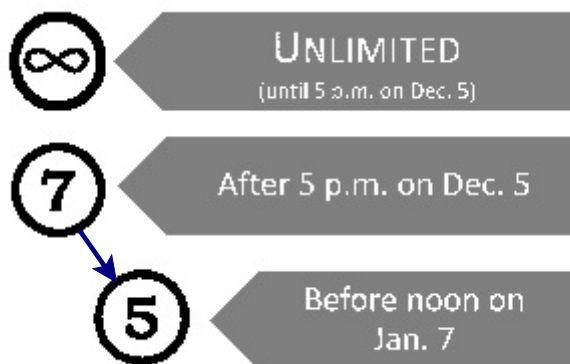 ∞
UNLIMITED
(until 5 p.m. on Dec. 5)
7
After 5 p.m. on Dec. 5
5
Before noon on
Jan. 7